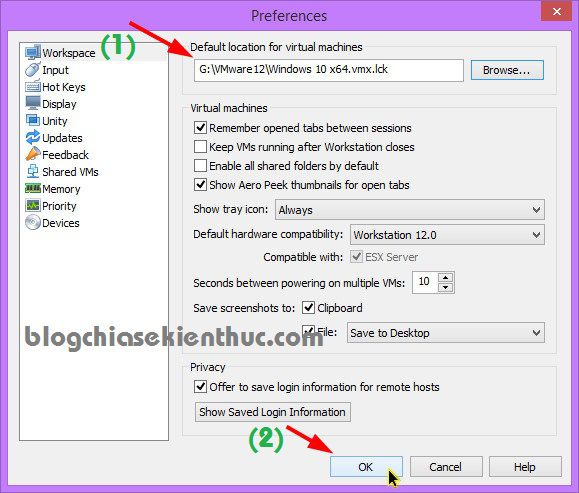 Preferences
(1)
Workspace
Input
Hot Keys
Display
Unity
Updates
Feedback
Shared VMs
Memory
Priority
Devices
Default location for virtual machines
G:\VMware12\Windows 10 x64.vmx.lck
Browse...
Virtual machines
Remember opened tabs between sessions
Keep VMs running after Workstation closes
Enable all shared folders by default
Show Aero Peek thumbnails for open tabs
Show tray icon: Always
Default hardware compatibility: Workstation 12.0
Compatible with: ESX Server
Seconds between powering on multiple VMs: 10
Save screenshots to: Clipboard
File: Save to Desktop
blogchiasekienthuc.com
Privacy
Offer to save login information for remote hosts
Show Saved Login Information
(2)
OK Cancel Help